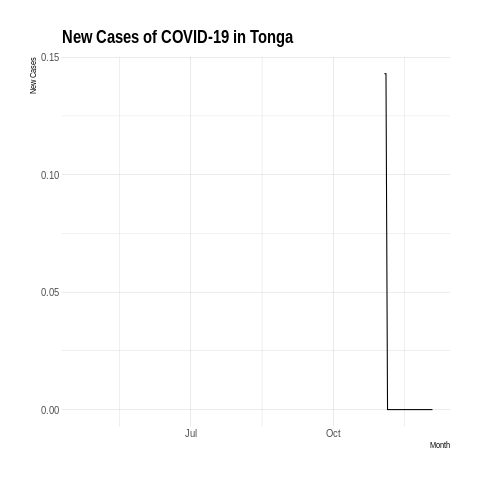 New Cases of COVID-19 in Tonga
New Cases
0.15
0.10
0.05
0.00
Jul Oct
Month